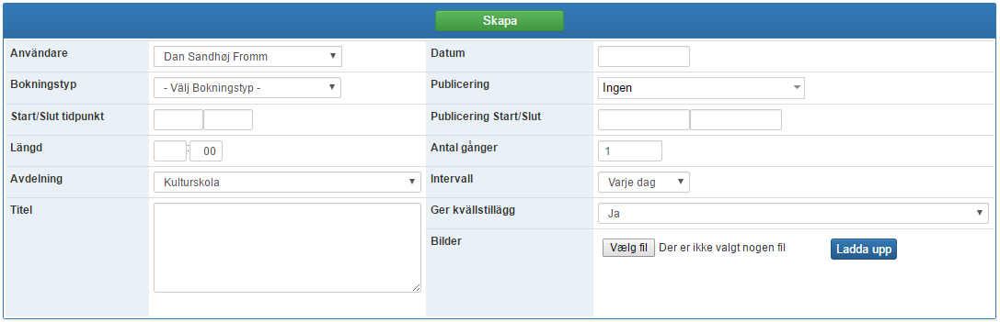 Skapa
Användare Dan Sandhøj Fromm Datum
Bokningstyp - Välj Bokningstyp - Publicering Ingen
Start/Slut tidpunkt Publicering Start/Slut
Längd : 00 Antal gånger 1
Avdelning Kulturskola Intervall Varje dag
Titel Ger kvällstillägg Ja
Bilder Vælg fil Der er ikke valgt nogen fil Ladda upp